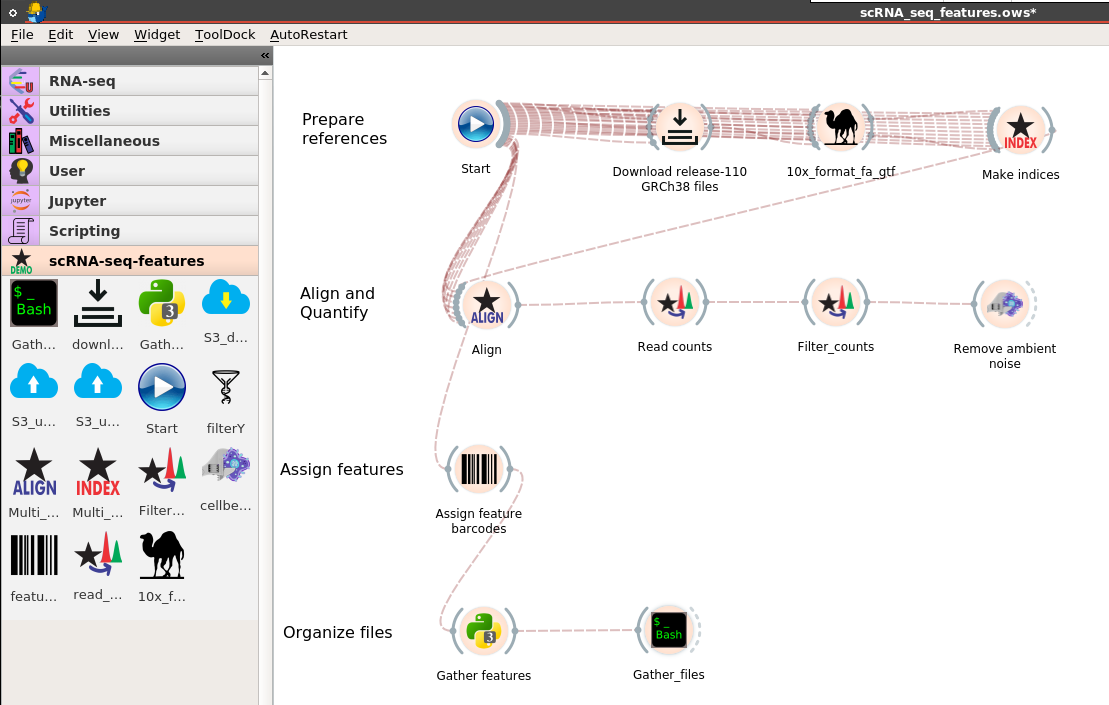 scRNA_seq_features.ows*
File Edit View Widget ToolDock AutoRestart
«
RNA-seq
Utilities
Miscellaneous
User
jupyter
Jupyter
Scripting
DEMO
scRNA-seq-features
$ _
Bash
3
Gath... downl... Gath... S3_d...
S3_u... S3_u... Start filterY
ALIGN INDEX
Multi_... Multi_... Filter... cellbe...
featu... read_... 10x_f...
Prepare
references
Start
Download release-110
GRCh38 files
10x_format_fa_gtf
INDEX
Make indices
Align and
Quantify
ALIGN
Align
Read counts
Filter_counts
Remove ambient
noise
Assign features
Assign feature
barcodes
Organize files
3
Gather features
$ _
Bash
Gather_files